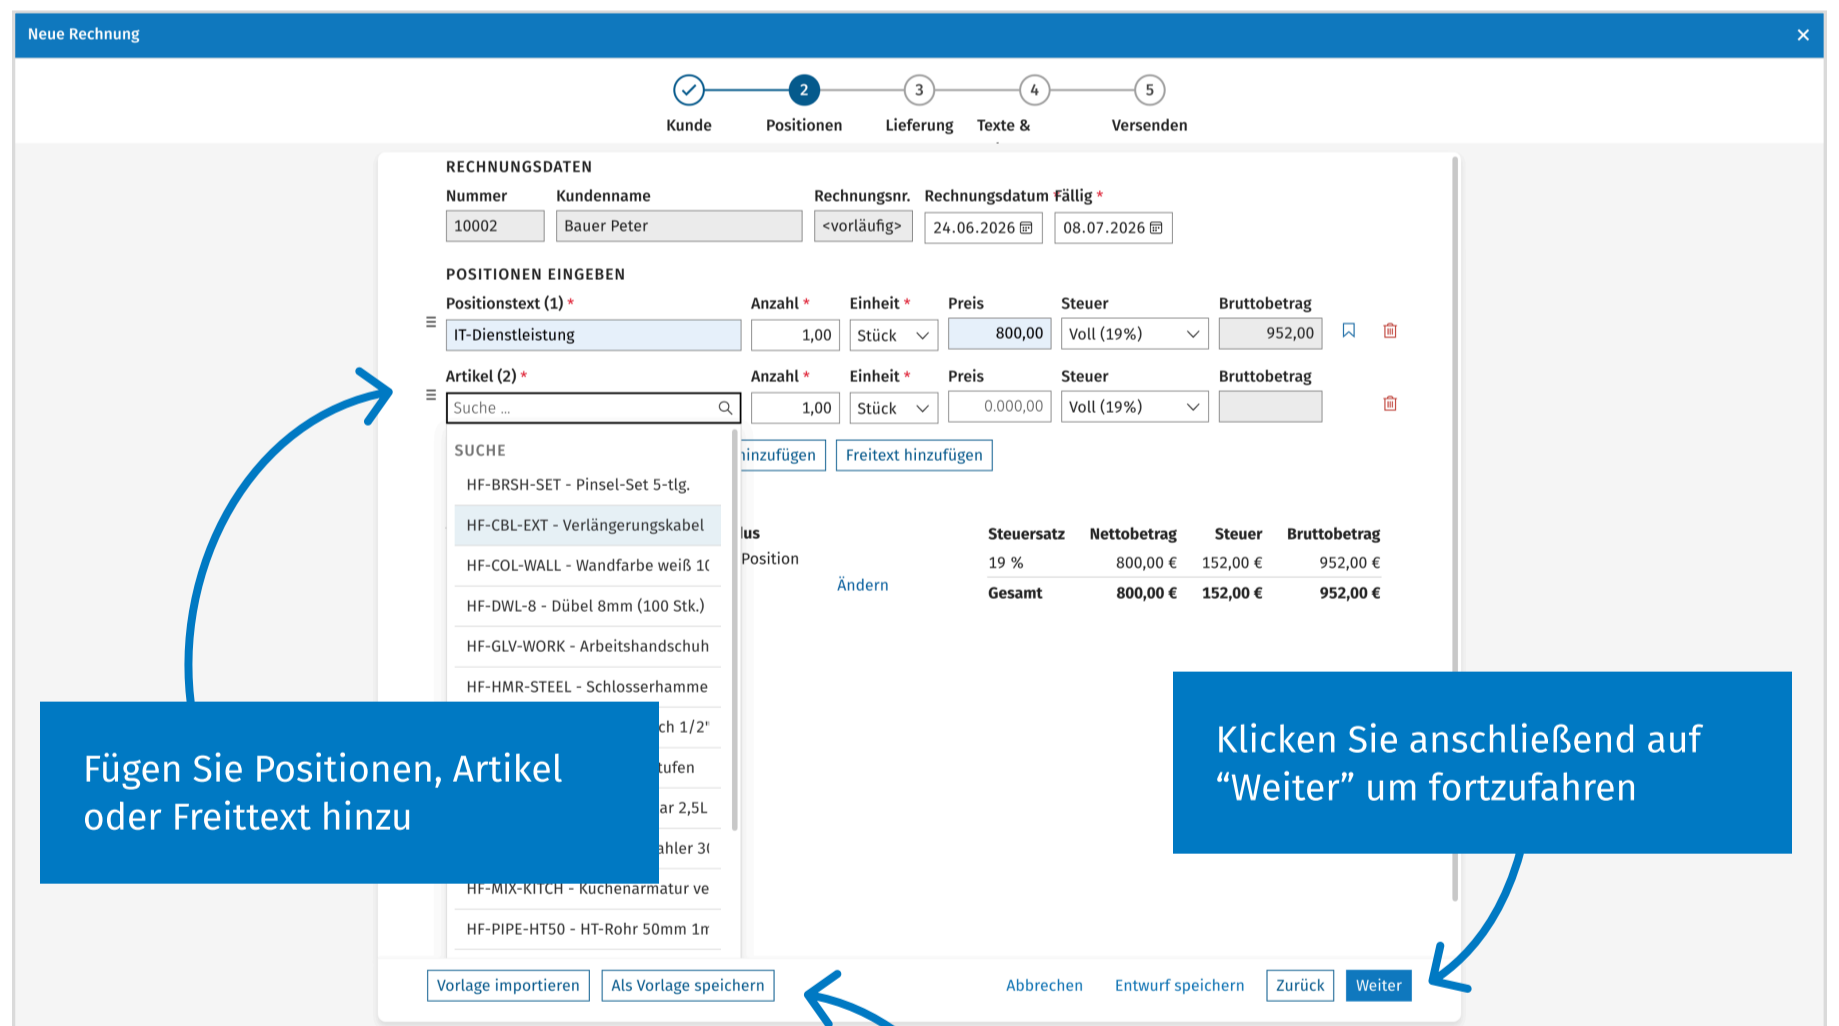 Neue Rechnung
2 3 4 5
Kunde Positionen Lieferung Texte & Versenden
RECHNUNGSDATEN
Nummer Kundenname Rechnungsnr. Rechnungsdatum Fällig *
10002 Bauer Peter <vorläufig> 24.06.2026 08.07.2026
POSITIONEN EINGEBEN
Positionstext (1) * Anzahl * Einheit * Preis Steuer Bruttobetrag
IT-Dienstleistung 1,00 Stück 800,00 Voll (19%) 952,00
Artikel (2) * Anzahl * Einheit * Preis Steuer Bruttobetrag
Suche ... 1,00 Stück 0.000,00 Voll (19%)
SUCHE
hinzufügen Freitext hinzufügen
HF-BRSH-SET - Pinsel-Set 5-tlg.
HF-CBL-EXT - Verlängerungskabel
HF-COL-WALL - Wandfarbe weiß
HF-DWL-8 - Dübel 8mm (100 Stk.)
HF-GLV-WORK - Arbeitshandschuh
HF-HMR-STEEL - Schlosserhamme
ch 1/2"
tufen
ar 2,5L
HF-MIX-KITCH - Küchenarmatur ve
HF-PIPE-HT50 - HT-Rohr 50mm
lus
Position
Ändern
Steuersatz Nettobetrag Steuer Bruttobetrag
19 % 800,00 € 152,00 € 952,00 €
Gesamt 800,00 € 152,00 € 952,00 €
Fügen Sie Positionen, Artikel
oder Freittext hinzu
Klicken Sie anschließend auf
“Weiter” um fortzufahren
Vorlage importieren Als Vorlage speichern Abbrechen Entwurf speichern Zurück Weiter